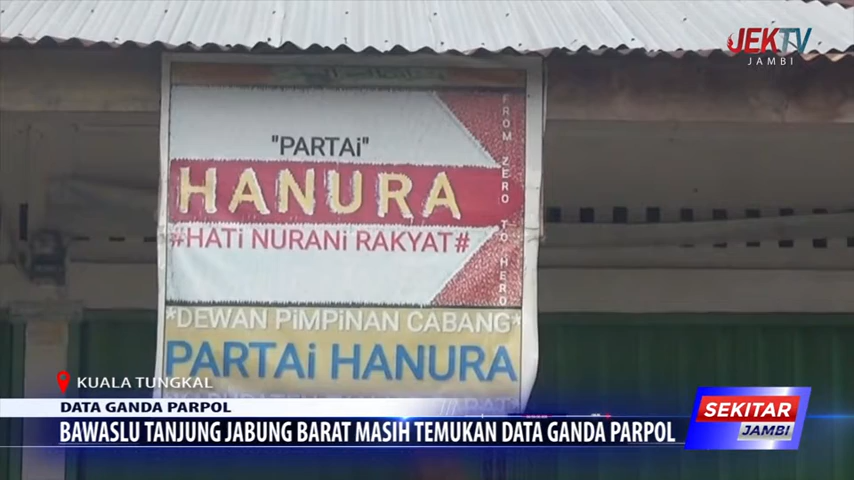 JEKTV
JAMBI
"PARTAi"
HANURA
#HATi NURANi RAKYAT#
FROM ZERO TO HERO
*DEWAN PiMPiNAN CABANG*
PARTAi HANURA
KUALA TUNGKAL
DATA GANDA PARPOL
BAWASLU TANJUNG JABUNG BARAT MASIH TEMUKAN DATA GANDA PARPOL
SEKITAR
JAMBI